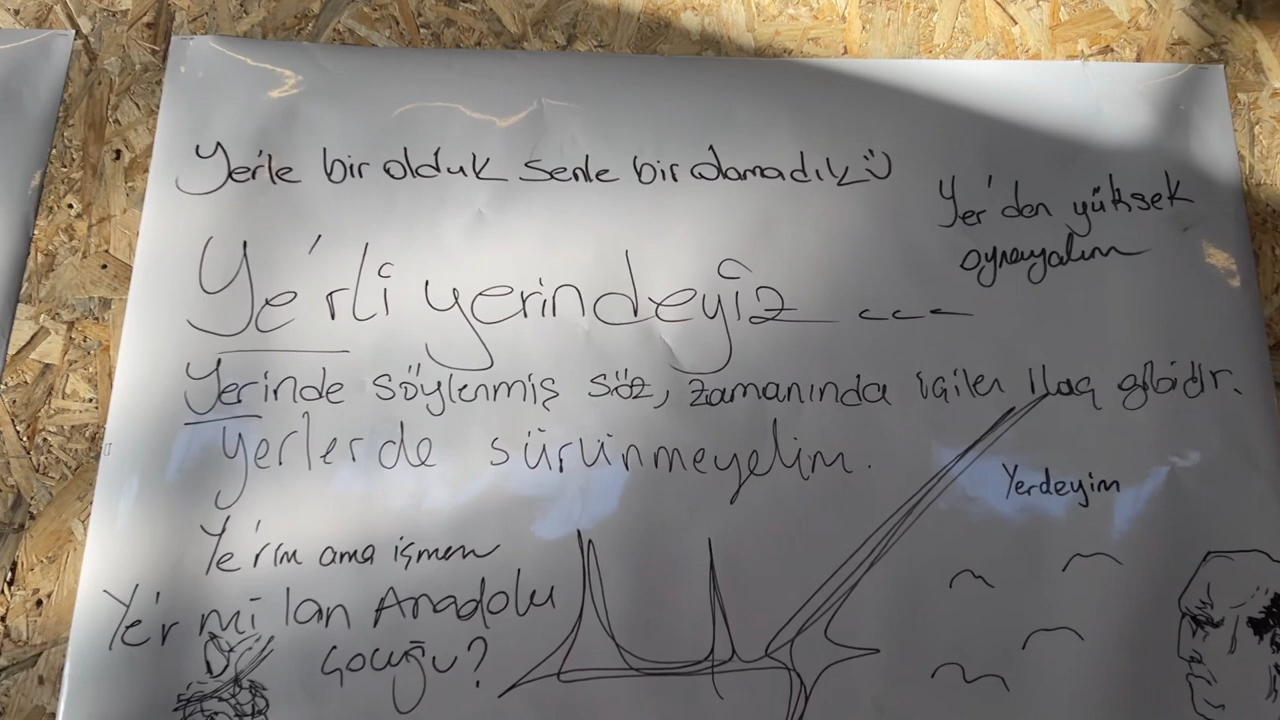 Yerle bir olduk senle bir olamadık :)
Yer'den yüksek
oynayalım
Ye'rli yerindeyiz ...
Yerinde söylenmiş söz, zamanında içilen ilaç gibidir.
yerlerde sürünmeyelim.
Yerdeyim
Ye'rim ama içmen
Ye'r mi lan Anadolu
çocuğu?